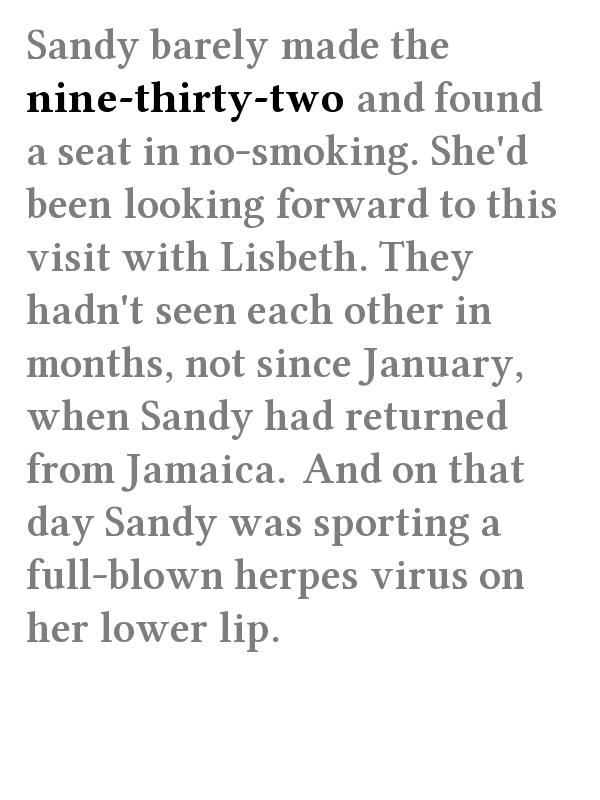 Sandy barely made the
nine-thirty-two and found
a seat in no-smoking. She'd
been looking forward to this
visit with Lisbeth. They
hadn't seen each other in
months, not since January,
when Sandy had returned
from Jamaica.  And on that
day Sandy was sporting a
full-blown herpes virus on
her lower lip.